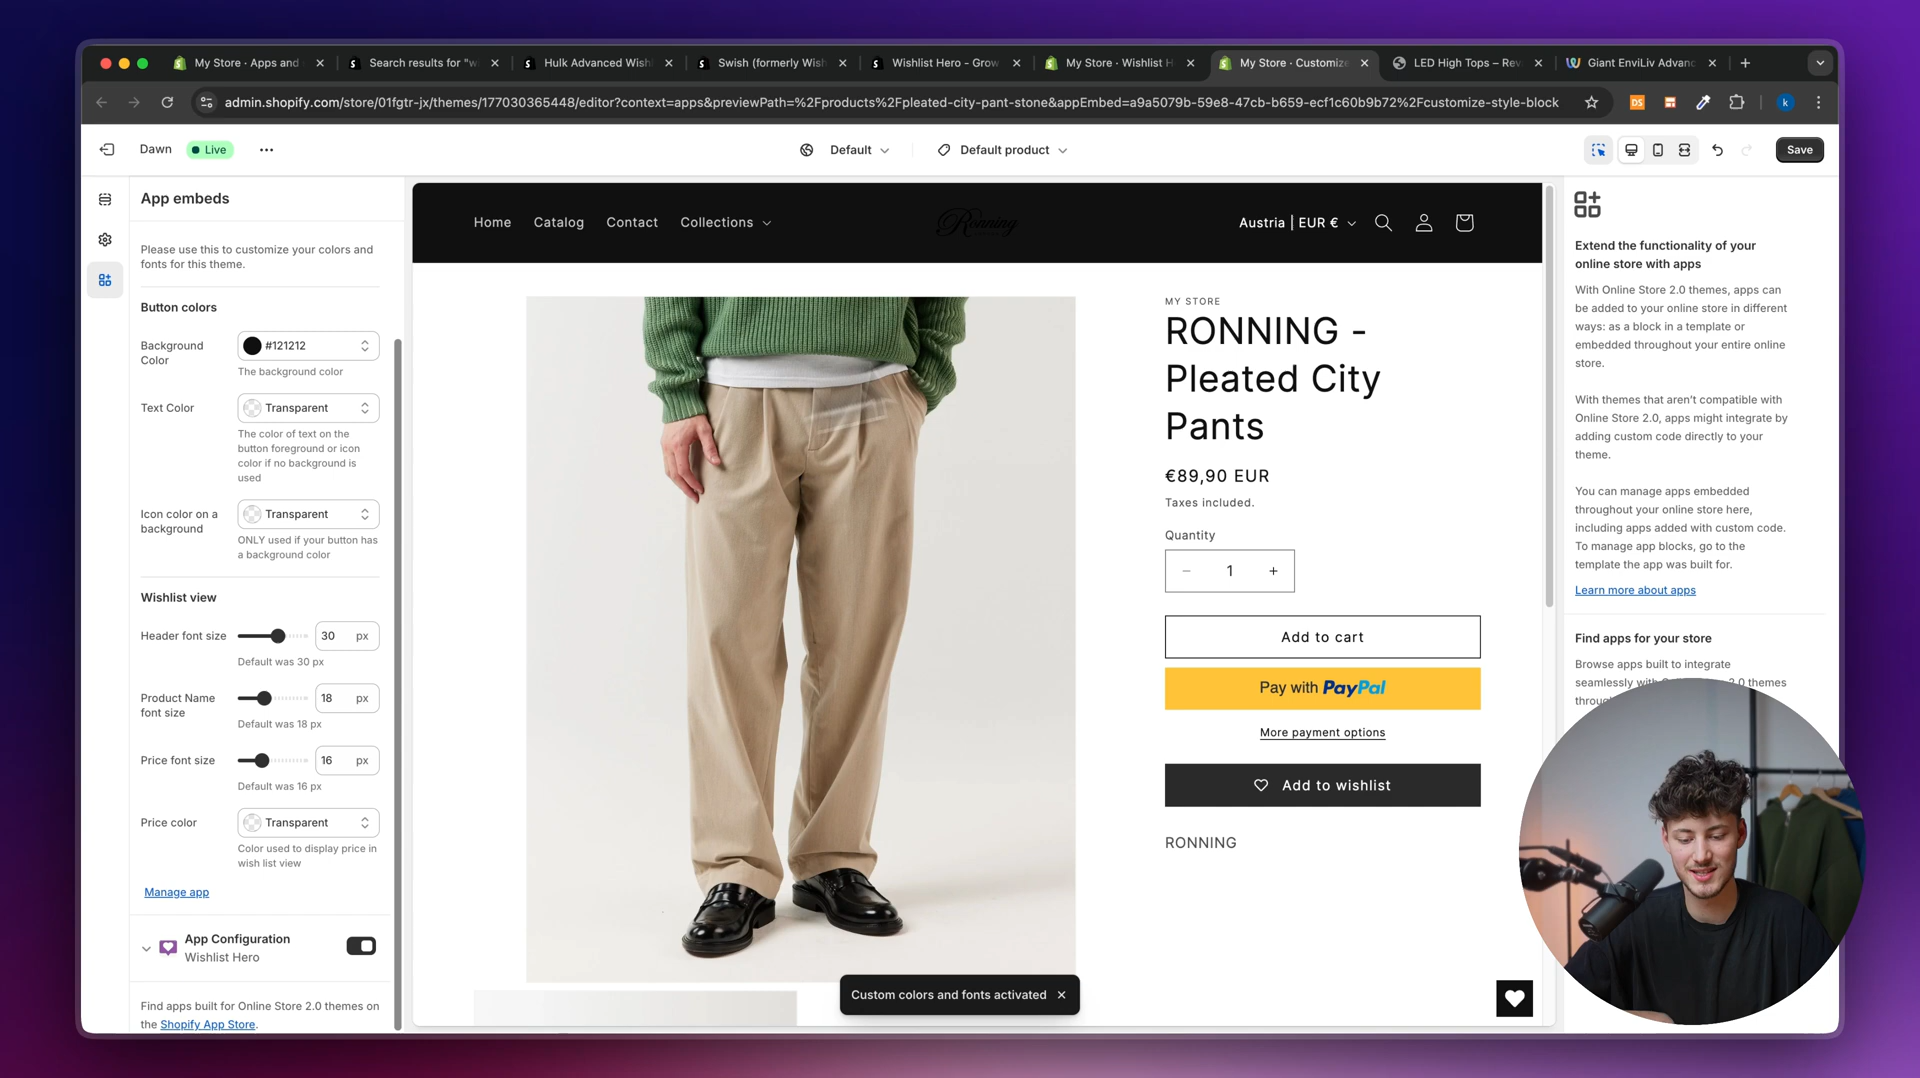 My Store · Apps and
Search results for "w
Hulk Advanced Wish
Swish (formerly Wish
Wishlist Hero - Grow
My Store · Wishlist H
My Store · Customize
LED High Tops – Rev
Giant EnviLiv Advanc
admin.shopify.com/store/01fgtr-jx/themes/177030365448/editor?context=apps&previewPath=%2Fproducts%2Fpleated-city-pant-stone&appEmbed=a9a5079b-59e8-47cb-b659-ecf1c60b9b72%2Fcustomize-style-block
DS
k
Dawn
Live
Default
Default product
Save
App embeds
Please use this to customize your colors and
fonts for this theme.
Button colors
Background
Color
#121212
The background color
Text Color
Transparent
The color of text on the
button foreground or icon
color if no background is
used
Icon color on a
background
Transparent
ONLY used if your button has
a background color
Wishlist view
Header font size
30 px
Default was 30 px
Product Name
font size
18 px
Default was 18 px
Price font size
16 px
Default was 16 px
Price color
Transparent
Color used to display price in
wish list view
Manage app
App Configuration
Wishlist Hero
Find apps built for Online Store 2.0 themes on
the Shopify App Store.
Home
Catalog
Contact
Collections
Ronning
Austria | EUR €
MY STORE
RONNING -
Pleated City
Pants
€89,90 EUR
Taxes included.
Quantity
− 1 +
Add to cart
Pay with PayPal
More payment options
Add to wishlist
RONNING
Custom colors and fonts activated
Extend the functionality of your
online store with apps
With Online Store 2.0 themes, apps can
be added to your online store in different
ways: as a block in a template or
embedded throughout your entire online
store.
With themes that aren't compatible with
Online Store 2.0, apps might integrate by
adding custom code directly to your
theme.
You can manage apps embedded
throughout your online store here,
including apps added with custom code.
To manage app blocks, go to the
template the app was built for.
Learn more about apps
Find apps for your store
Browse apps built to integrate
seamlessly with 2.0 themes